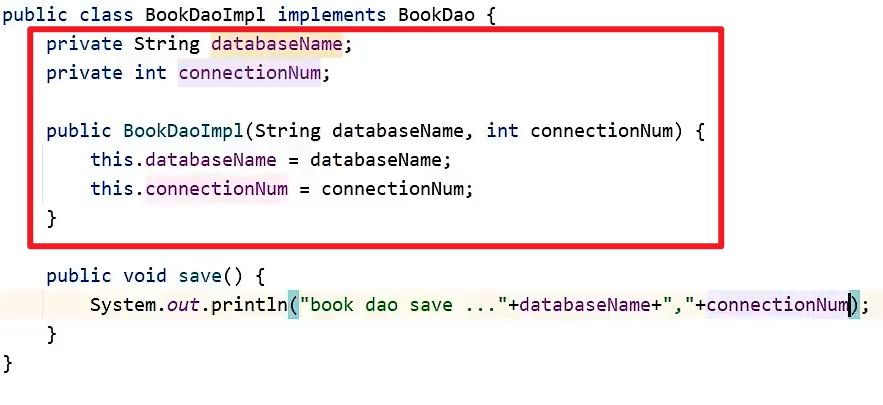 public class BookDaoImpl implements BookDao {
    private String databaseName;
    private int connectionNum;

    public BookDaoImpl(String databaseName, int connectionNum) {
        this.databaseName = databaseName;
        this.connectionNum = connectionNum;
    }

    public void save() {
        System.out.println("book dao save ..."+databaseName+","+connectionNum);
    }
}